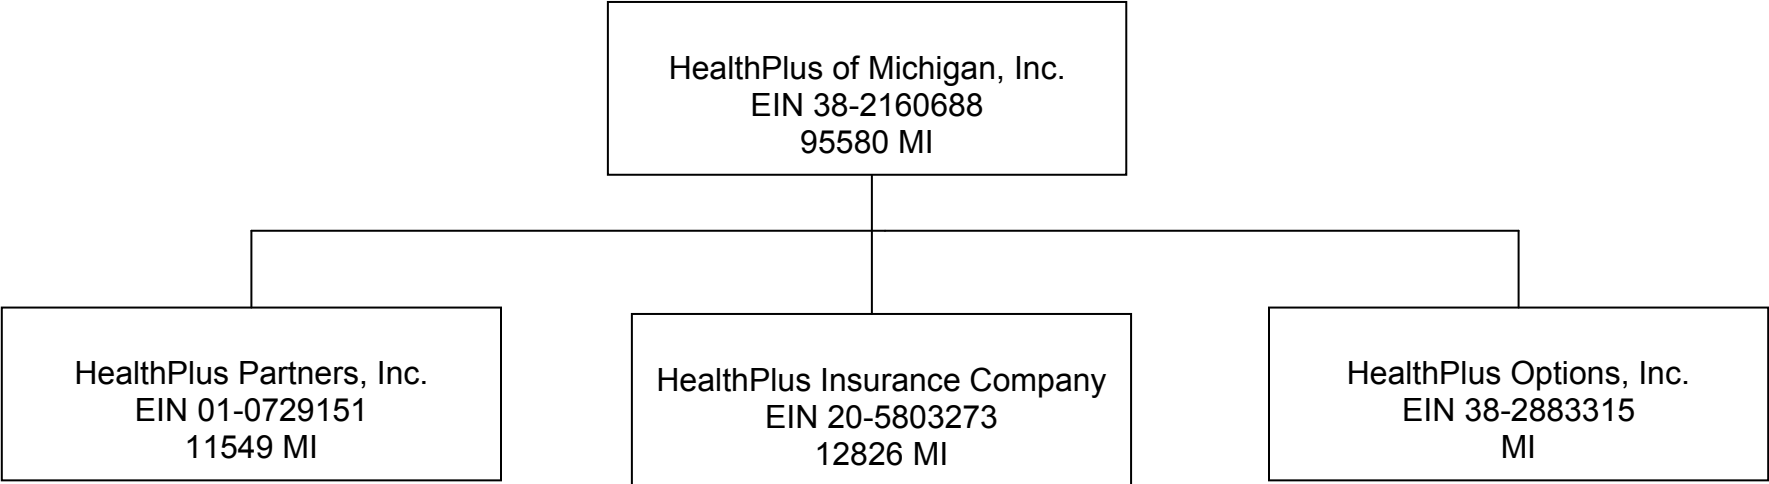 HealthPlus of Michigan, Inc.
EIN 38-2160688
95580 MI
HealthPlus Partners, Inc.
EIN 01-0729151
11549 MI
HealthPlus Insurance Company
EIN 20-5803273
12826 MI
HealthPlus Options, Inc.
EIN 38-2883315
MI